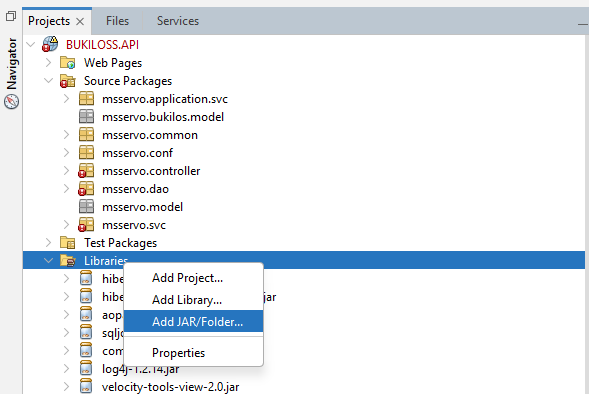 Projects
Files
Services
Navigator
BUKILOSS.API
Web Pages
Source Packages
msservo.application.svc
msservo.bukilos.model
msservo.common
msservo.conf
msservo.controller
msservo.dao
msservo.model
msservo.svc
Test Packages
Libraries
Add Project...
Add Library...
Add JAR/Folder...
Properties
hibe
hibe jar
aop
sqljc
com
log4j-1.2.14.jar
velocity-tools-view-2.0.jar